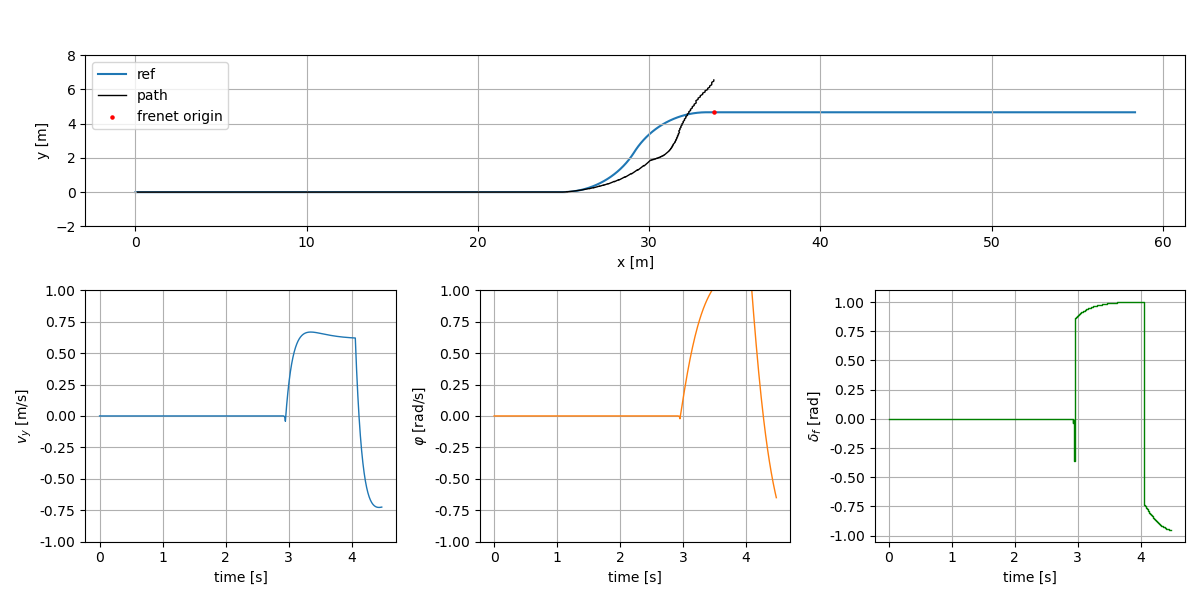 8
6
4
2
0
−2
y [m]
ref
path
frenet origin
0 10 20 30 40 50 60
x [m]
1.00
0.75
0.50
0.25
0.00
-0.25
-0.50
-0.75
-1.00
v_y [m/s]
0 1 2 3 4
time [s]
1.00
0.75
0.50
0.25
0.00
-0.25
-0.50
-0.75
-1.00
φ [rad/s]
0 1 2 3 4
time [s]
1.00
0.75
0.50
0.25
0.00
-0.25
-0.50
-0.75
-1.00
δ_f [rad]
0 1 2 3 4
time [s]